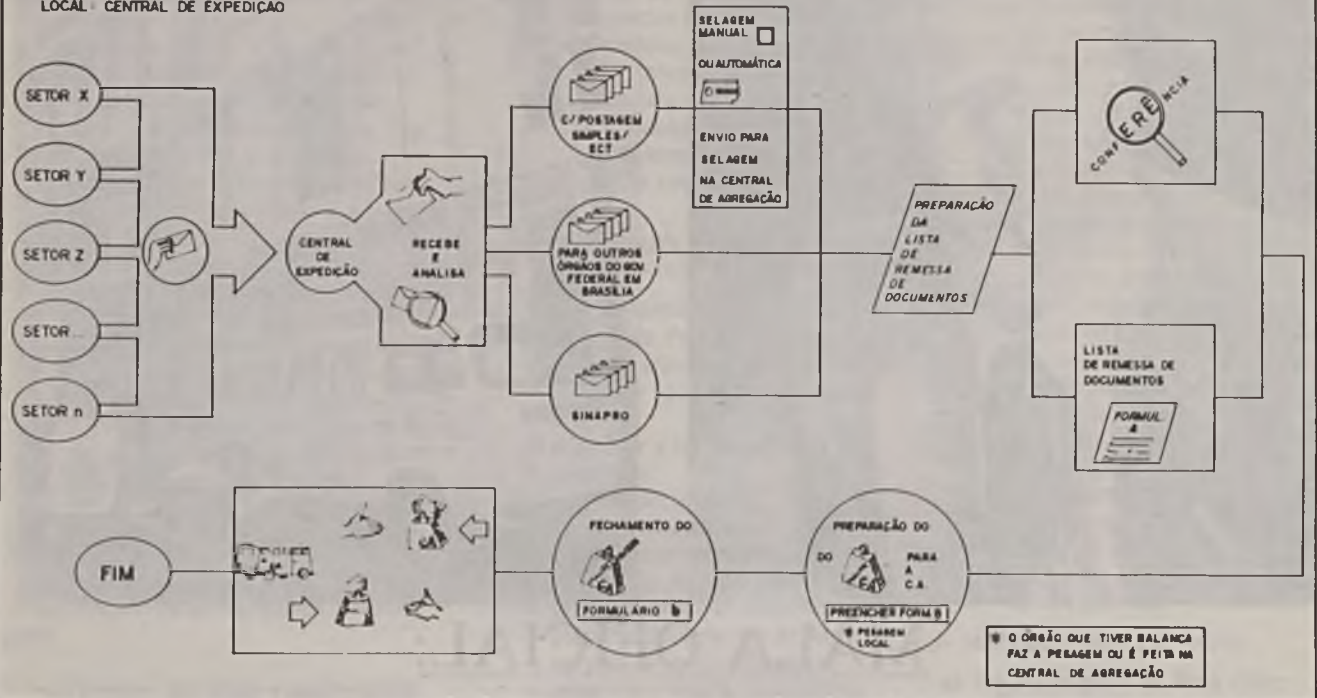 LOCAL CENTRAL DE EXPEDIÇÃO
SETOR X
SETOR Y
SETOR Z
SETOR...
SETOR n
CENTRAL
DE
EXPEDIÇÃO
RECEBE
E
ANALISA
C/POSTAGEM
SIMPLES/
ECT
PARA OUTROS
ÓRGÃOS DO GOV
FEDERAL EM
BRASÍLIA
SINAPRO
SELAGEM
MANUAL
OU AUTOMÁTICA
ENVIO PARA
SELAGEM
NA CENTRAL
DE AGREGAÇÃO
PREPARAÇÃO
DA
LISTA
DE
REMESSA
DE
DOCUMENTOS
CONFERÊNCIA
LISTA
DE REMESSA DE
DOCUMENTOS
FORMUL.
PREPARAÇÃO DO
DO CA PARA
A
C.A.
PREENCHER FORM B
* PESAGEM
LOCAL
* O ÓRGÃO QUE TIVER BALANÇA
FAZ A PESAGEM OU É FEITA NA
CENTRAL DE AGREGAÇÃO
FECHAMENTO DO
CA
FORMULÁRIO b
CA
FIM